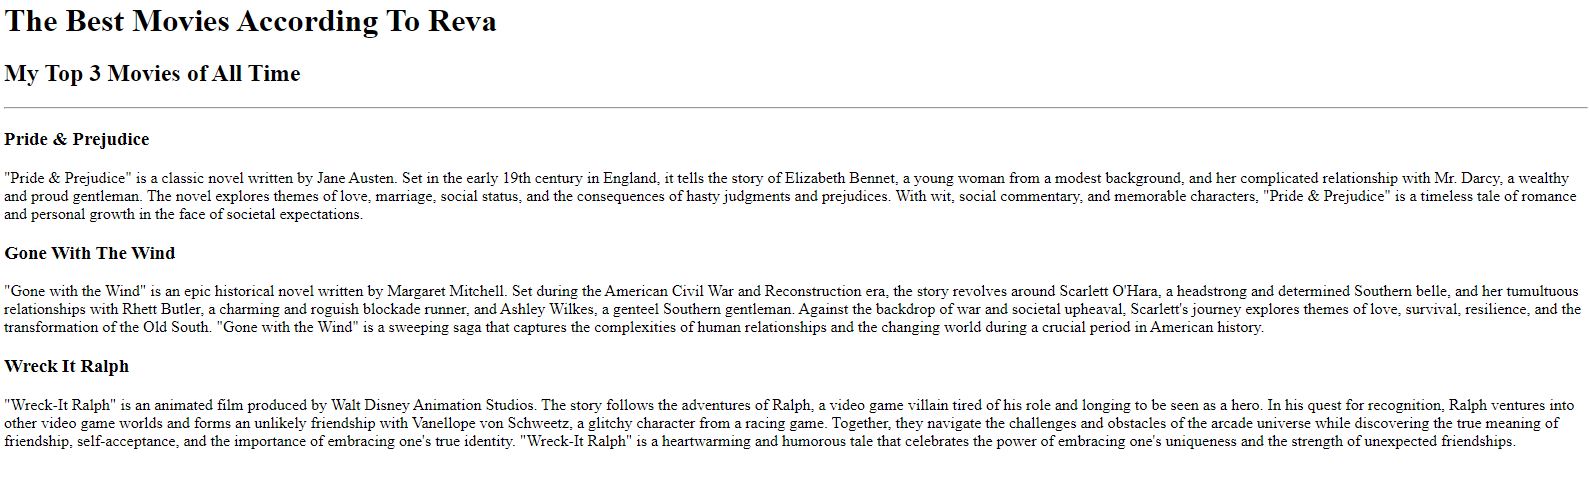 The Best Movies According To Reva
My Top 3 Movies of All Time
Pride & Prejudice
"Pride & Prejudice" is a classic novel written by Jane Austen. Set in the early 19th century in England, it tells the story of Elizabeth Bennet, a young woman from a modest background, and her complicated relationship with Mr. Darcy, a wealthy
and proud gentleman. The novel explores themes of love, marriage, social status, and the consequences of hasty judgments and prejudices. With wit, social commentary, and memorable characters, "Pride & Prejudice" is a timeless tale of romance
and personal growth in the face of societal expectations.
Gone With The Wind
"Gone with the Wind" is an epic historical novel written by Margaret Mitchell. Set during the American Civil War and Reconstruction era, the story revolves around Scarlett O'Hara, a headstrong and determined Southern belle, and her tumultuous
relationships with Rhett Butler, a charming and roguish blockade runner, and Ashley Wilkes, a genteel Southern gentleman. Against the backdrop of war and societal upheaval, Scarlett's journey explores themes of love, survival, resilience, and the
transformation of the Old South. "Gone with the Wind" is a sweeping saga that captures the complexities of human relationships and the changing world during a crucial period in American history.
Wreck It Ralph
"Wreck-It Ralph" is an animated film produced by Walt Disney Animation Studios. The story follows the adventures of Ralph, a video game villain tired of his role and longing to be seen as a hero. In his quest for recognition, Ralph ventures into
other video game worlds and forms an unlikely friendship with Vanellope von Schweetz, a glitchy character from a racing game. Together, they navigate the challenges and obstacles of the arcade universe while discovering the true meaning of
friendship, self-acceptance, and the importance of embracing one's true identity. "Wreck-It Ralph" is a heartwarming and humorous tale that celebrates the power of embracing one's uniqueness and the strength of unexpected friendships.